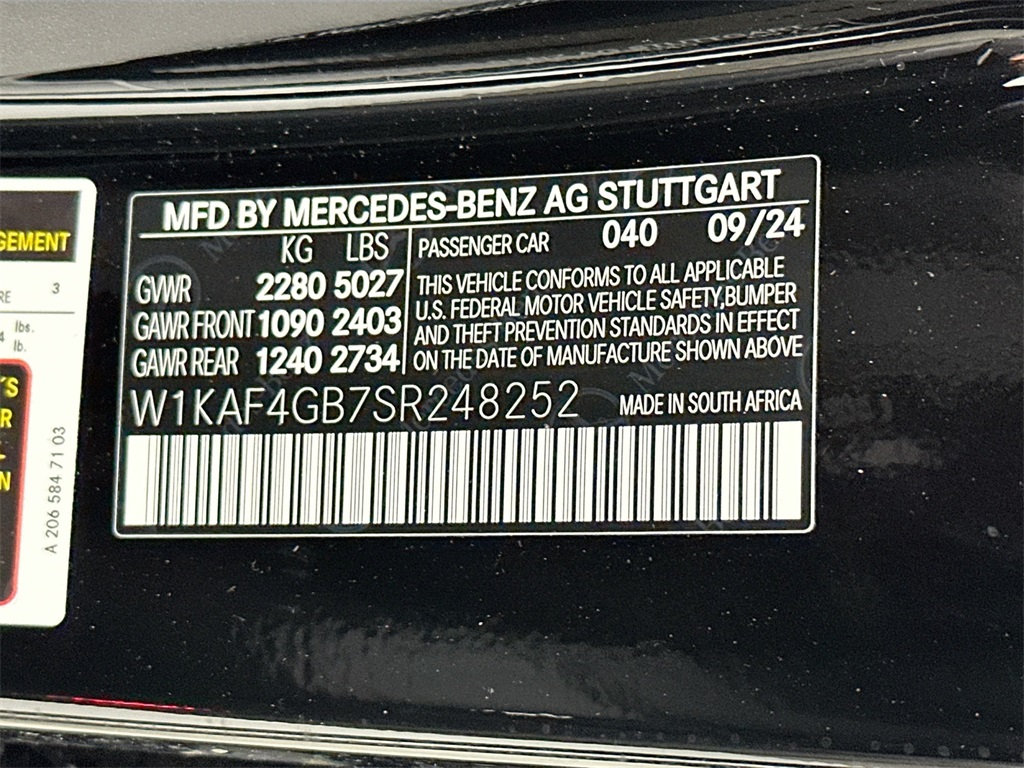 MFD BY MERCEDES-BENZ AG STUTTGART
KG LBS
GVWR 2280 5027
GAWR FRONT 1090 2403
GAWR REAR 1240 2734
PASSENGER CAR 040 09/24
THIS VEHICLE CONFORMS TO ALL APPLICABLE
U.S. FEDERAL MOTOR VEHICLE SAFETY,BUMPER
AND THEFT PREVENTION STANDARDS IN EFFECT
ON THE DATE OF MANUFACTURE SHOWN ABOVE
W1KAF4GB7SR248252 MADE IN SOUTH AFRICA
3
lbs.
lb.
A 206 584 71 03